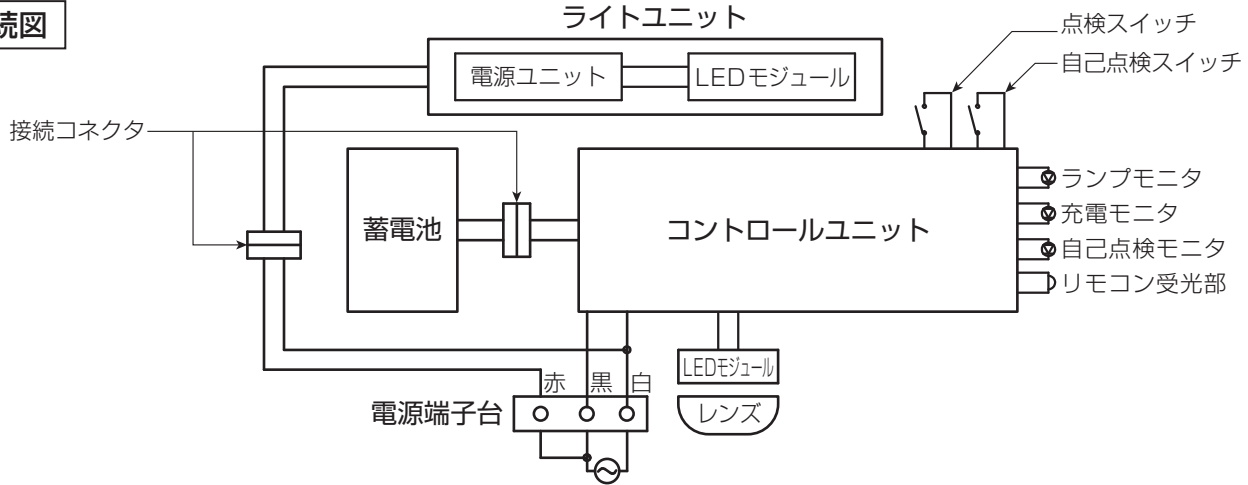 続図
ライトユニット
電源ユニット
LEDモジュール
点検スイッチ
自己点検スイッチ
接続コネクタ
蓄電池
コントロールユニット
ランプモニタ
充電モニタ
自己点検モニタ
リモコン受光部
LEDモジュール
レンズ
赤 黒 白
電源端子台